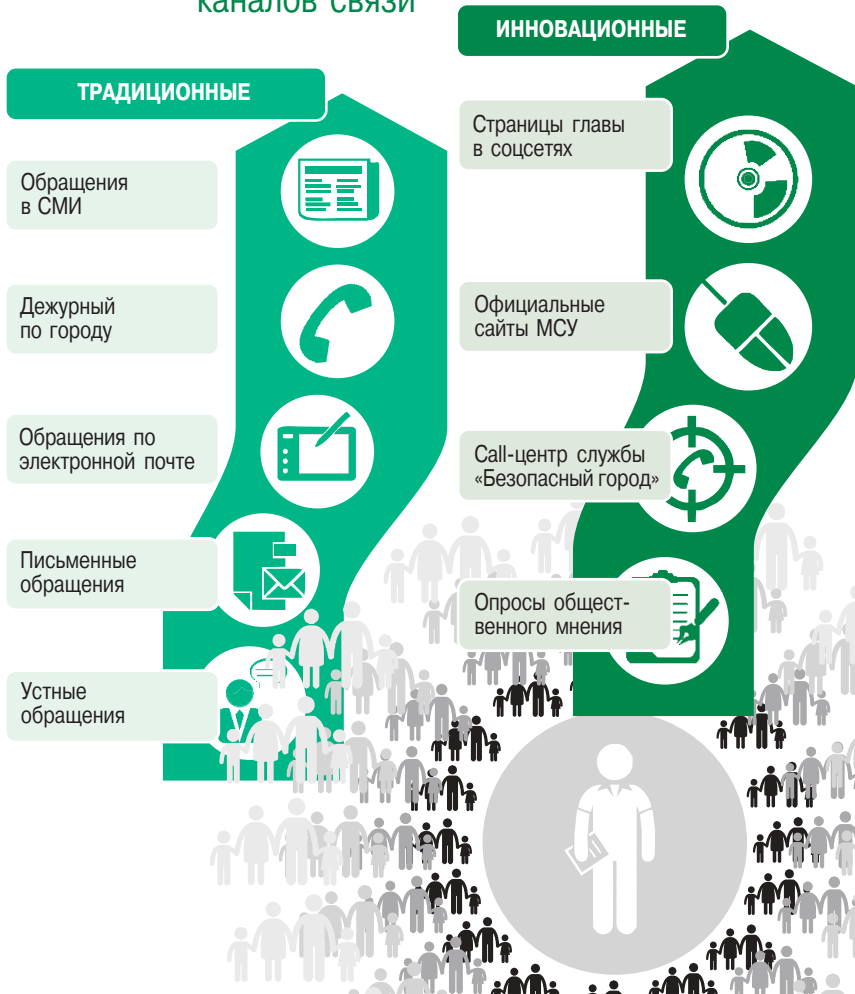 каналов связи
ТРАДИЦИОННЫЕ
Обращения
в СМИ
Дежурный
по городу
Обращения по
электронной почте
Письменные
обращения
Устные
обращения
ИННОВАЦИОННЫЕ
Страницы главы
в соцсетях
Официальные
сайты МСУ
Call-центр службы
«Безопасный город»
Опросы общест-
венного мнения